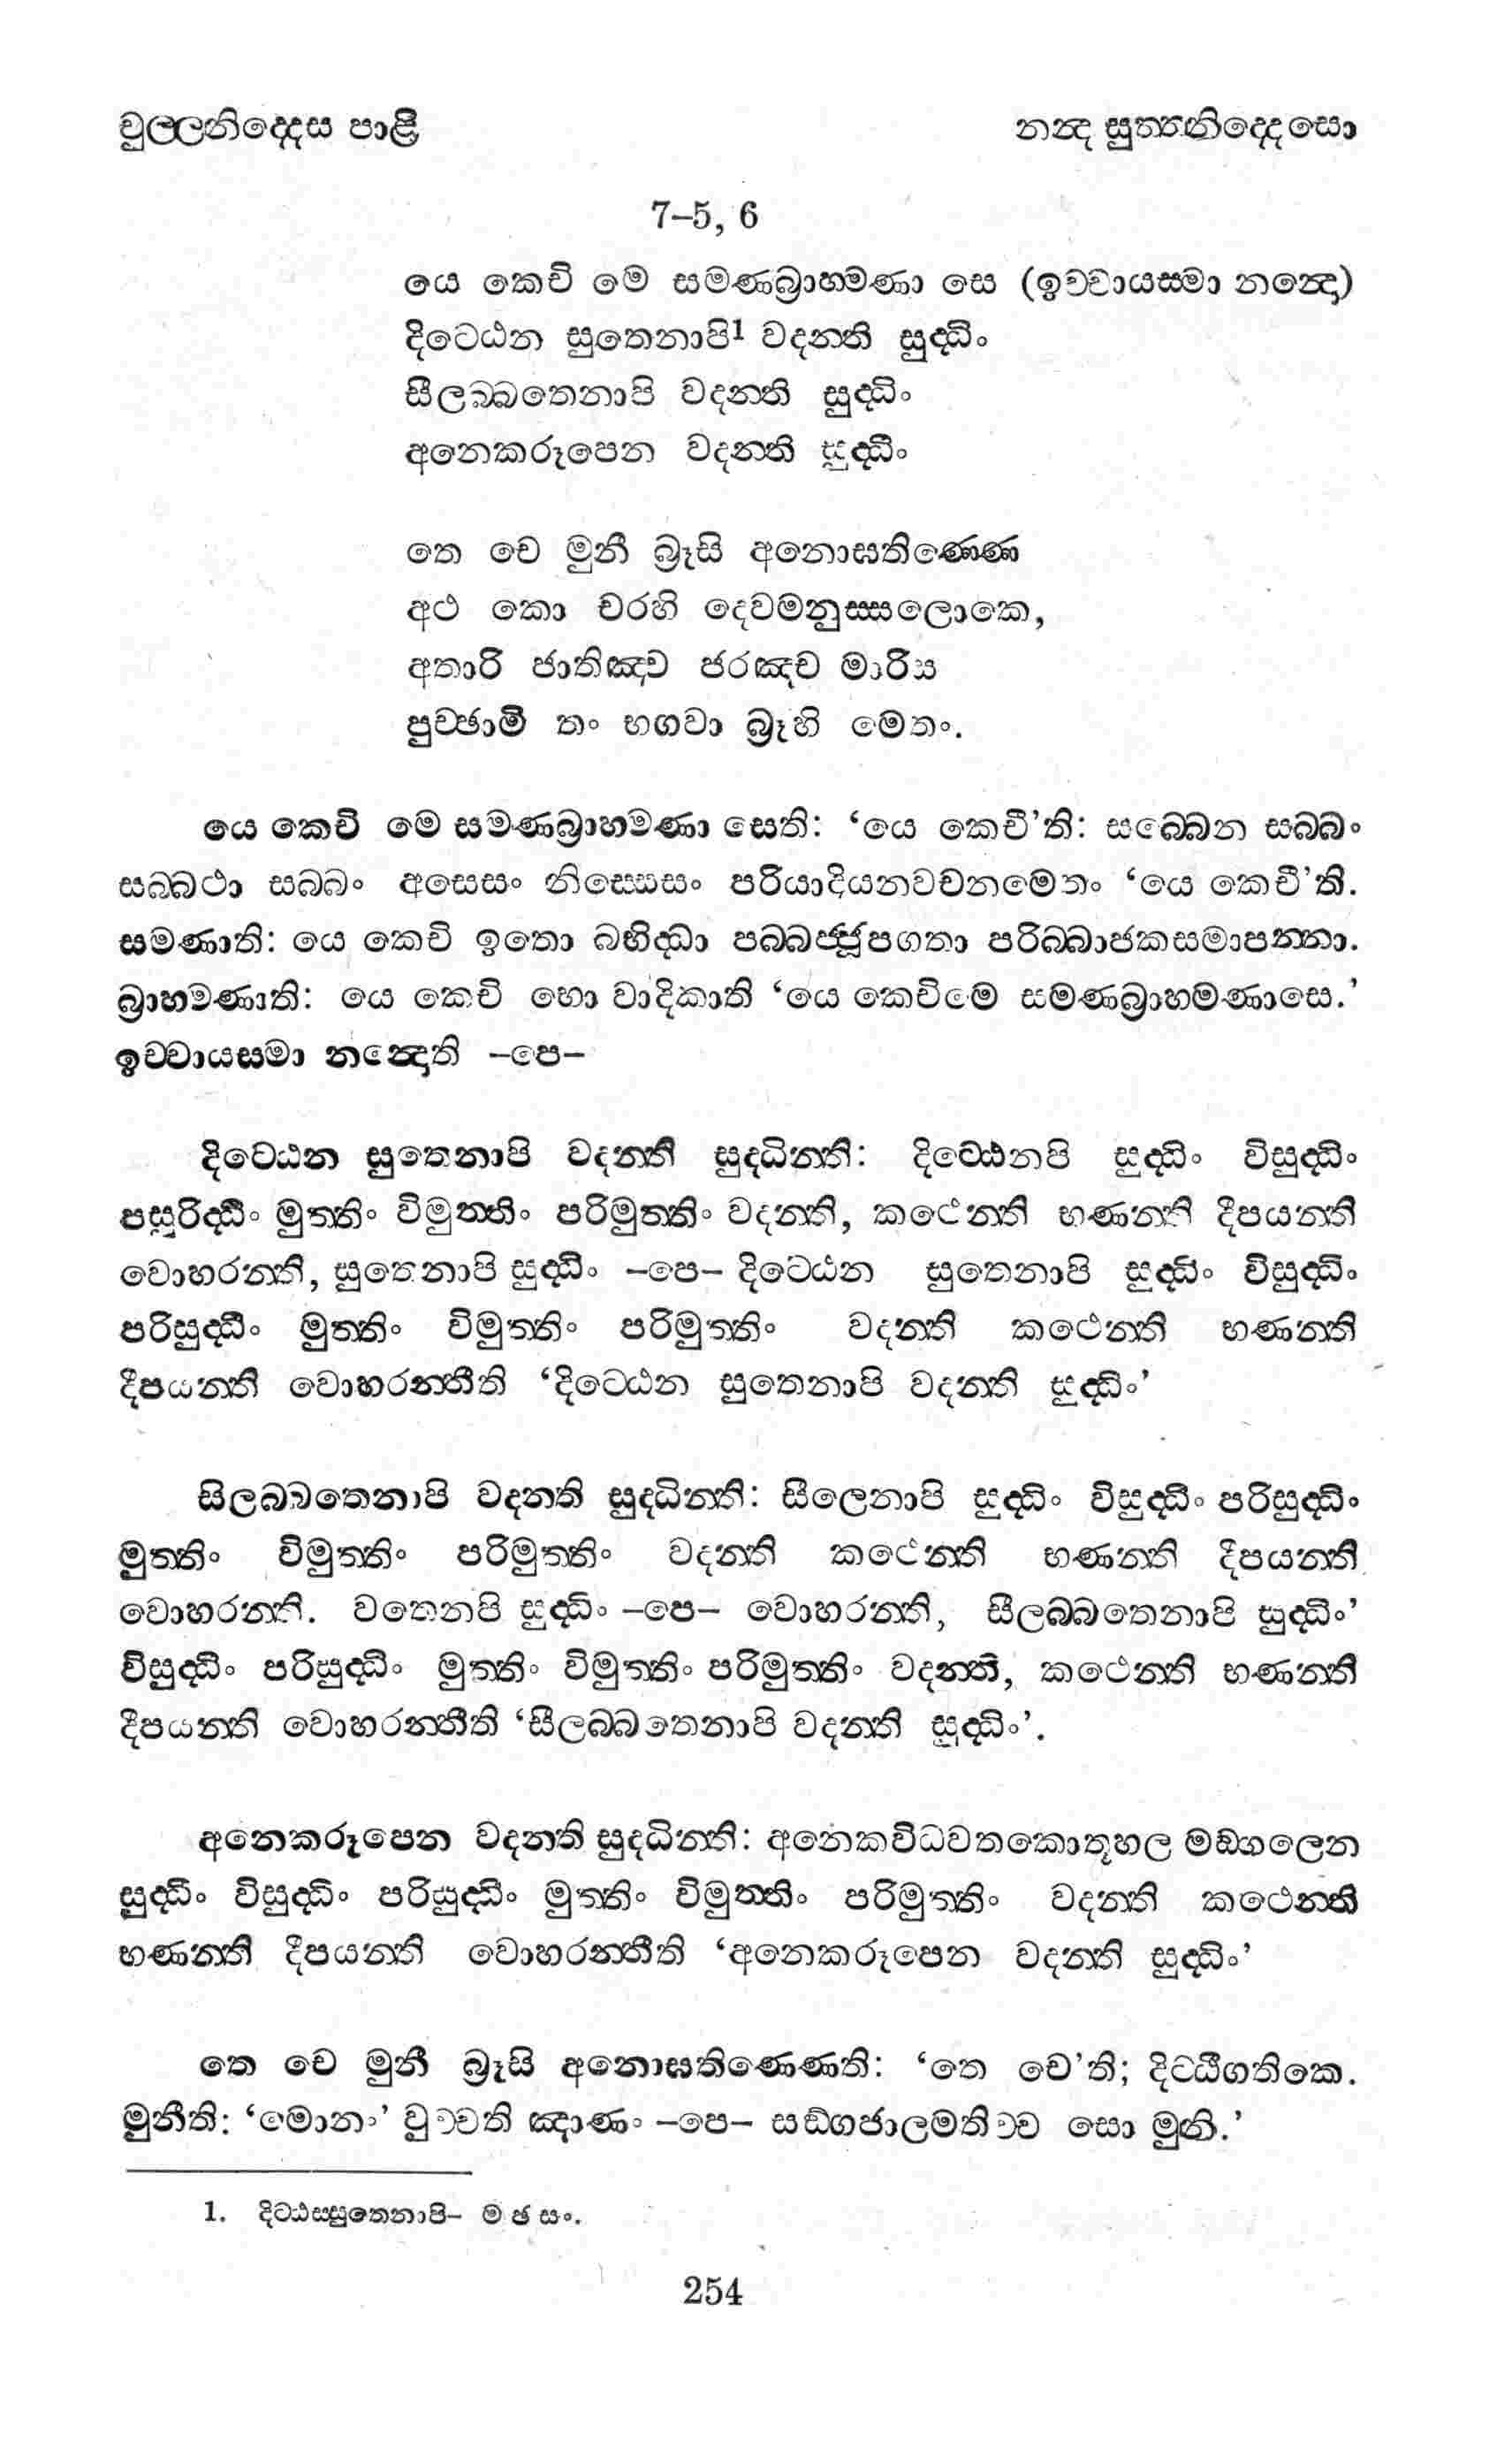 චුල්ලනිද්දෙස පාළි
නන්ද සුත්තනිද්දෙසො
7–5, 6
යෙ කෙචි මෙ සමණබ්‍රාහමණා සෙ (ඉච්චායස්මා නන්දො)
දිට්ඨෙන සුතෙනාපි1 වදන්ති සුද්ධිං
සීලබ්බතෙනාපි වදන්ති සුද්ධිං
අනෙකරූපෙන වදන්ති සුද්ධිං
තෙ චෙ මුනී බ්‍රූසි අනොඝතිණ්ණෙ
අථ කො චරහි දෙවමනුස්සලොකෙ,
අතාරි ජාතිඤ්ච ජරඤ්ච මාරිස
පුච්ඡාමි තං භගවා බ්‍රූහි මෙතං.
යෙ කෙචි මෙ සමණබ්‍රාහමණා සෙති: ‘යෙ කෙචී’ති: සබ්බෙන සබ්බං
සබ්බථා සබ්බං අසෙසං නිස්සෙසං පරියාදියනවචනමෙතං ‘යෙ කෙචී’ති.
සමණාති: යෙ කෙචි ඉතො බහිද්ධා පබ්බජ්ජූපගතා පරිබ්බාජකසමාපන්නා.
බ්‍රාහමණාති: යෙ කෙචි භො වාදිකාති ‘යෙ කෙචිමෙ සමණබ්‍රාහමණාසෙ.’
ඉච්චායස්මා නන්දොති –පෙ–
දිට්ඨෙන සුතෙනාපි වදන්ති සුද්ධින්ති: දිට්ඨෙනපි සුද්ධිං විසුද්ධිං
පසුරිද්ධිං මුත්තිං විමුත්තිං පරිමුත්තිං වදන්ති, කථෙන්ති භණන්ති දීපයන්ති
වොහරන්ති, සුතෙනාපි සුද්ධිං –පෙ– දිට්ඨෙන සුතෙනාපි සුද්ධිං විසුද්ධිං
පරිසුද්ධිං මුත්තිං විමුත්තිං පරිමුත්තිං වදන්ති කථෙන්ති භණන්ති
දීපයන්ති වොහරන්තීති ‘දිට්ඨෙන සුතෙනාපි වදන්ති සුද්ධිං’
සිලබ්බතෙනාපි වදන්ති සුද්ධින්ති: සීලෙනාපි සුද්ධිං විසුද්ධිං පරිසුද්ධිං
මුත්තිං විමුත්තිං පරිමුත්තිං වදන්ති කථෙන්ති භණන්ති දීපයන්ති
වොහරන්ති. වතෙනපි සුද්ධිං –පෙ– වොහරන්ති, සීලබ්බතෙනාපි සුද්ධිං’
විසුද්ධිං පරිසුද්ධිං මුත්තිං විමුත්තිං පරිමුත්තිං වදන්ති, කථෙන්ති භණන්ති
දීපයන්ති වොහරන්තීති ‘සීලබ්බතෙනාපි වදන්ති සුද්ධිං’.
අනෙකරූපෙන වදන්ති සුද්ධින්ති: අනෙකවිධවතකොතූහල මඞ්ගලෙන
සුද්ධිං විසුද්ධිං පරිසුද්ධිං මුත්තිං විමුත්තිං පරිමුත්තිං වදන්ති කථෙන්ති
භණන්ති දීපයන්ති වොහරන්තීති ‘අනෙකරූපෙන වදන්ති සුද්ධිං’
තෙ චෙ මුනී බ්‍රූසි අනොඝතිණ්ණෙති: ‘තෙ චෙ’ති; දිට්ඨිගතිකෙ.
මුනීති: ‘මොනං’ වුච්චති ඤාණං –පෙ– සඞ්ගජාලමතිච්ච සො මුනි.’
1. දිට්ඨස්සුතෙනාපි– ම ඡ සං.
254